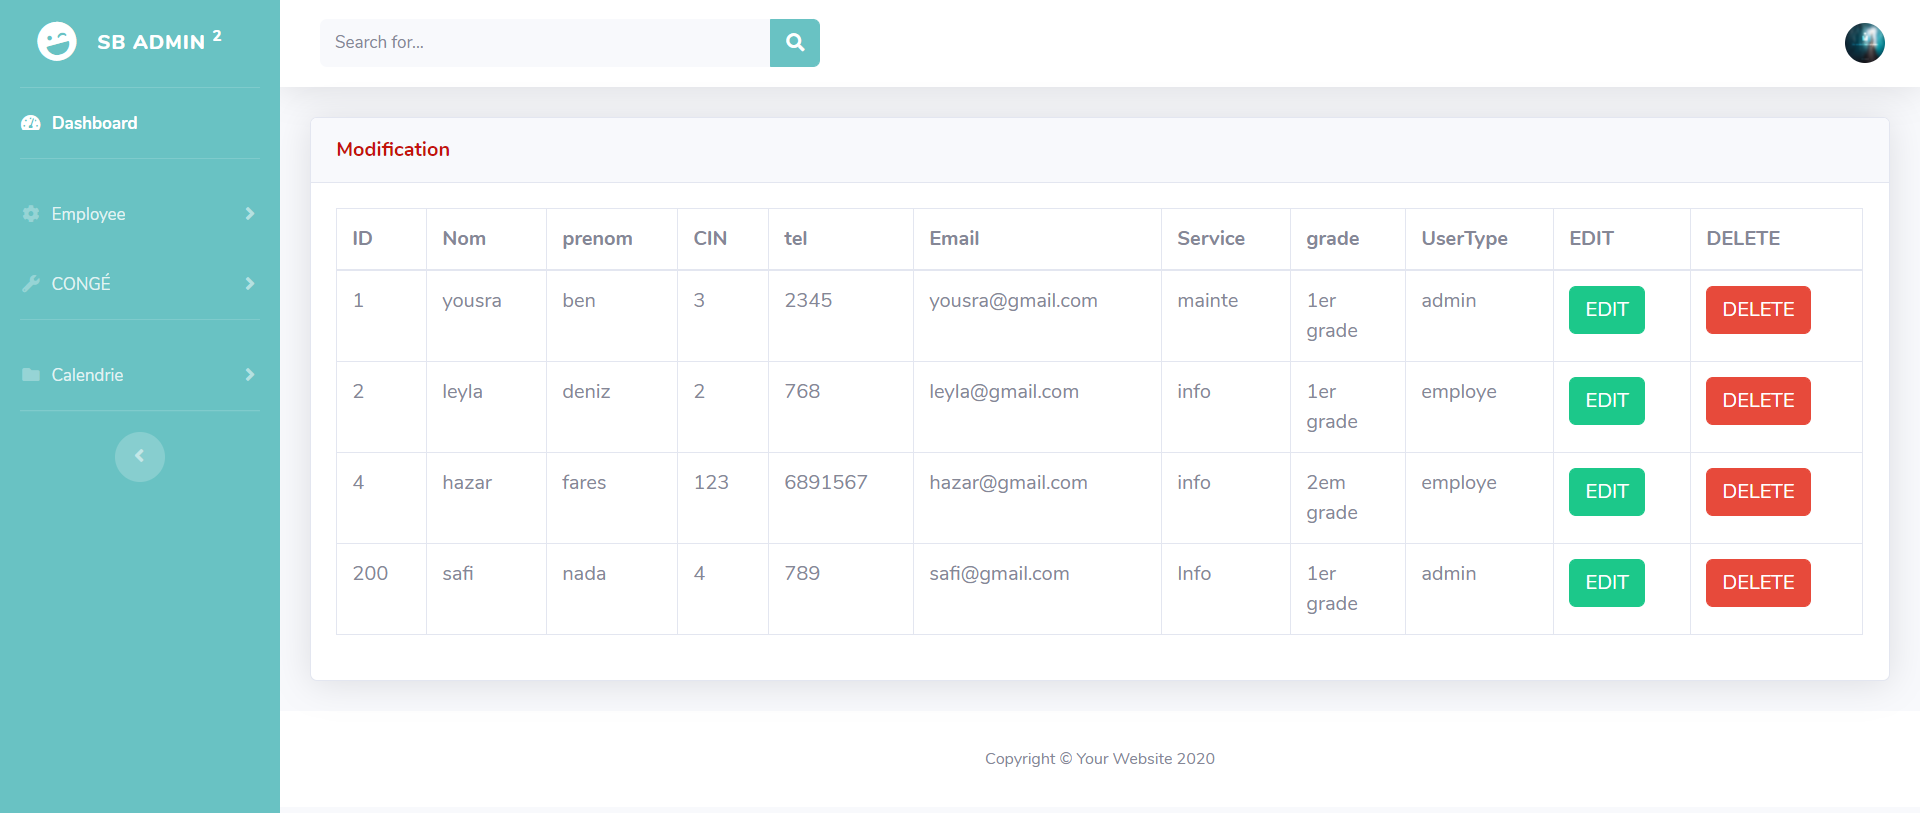 SB ADMIN 2
Search for...
Dashboard
Employee
CONGÉ
Calendrie
Modification
ID Nom prenom CIN tel Email Service grade UserType EDIT DELETE
1 yousra ben 3 2345 yousra@gmail.com mainte 1er grade admin EDIT DELETE
2 leyla deniz 2 768 leyla@gmail.com info 1er grade employe EDIT DELETE
4 hazar fares 123 6891567 hazar@gmail.com info 2em grade employe EDIT DELETE
200 safi nada 4 789 safi@gmail.com Info 1er grade admin EDIT DELETE
Copyright © Your Website 2020